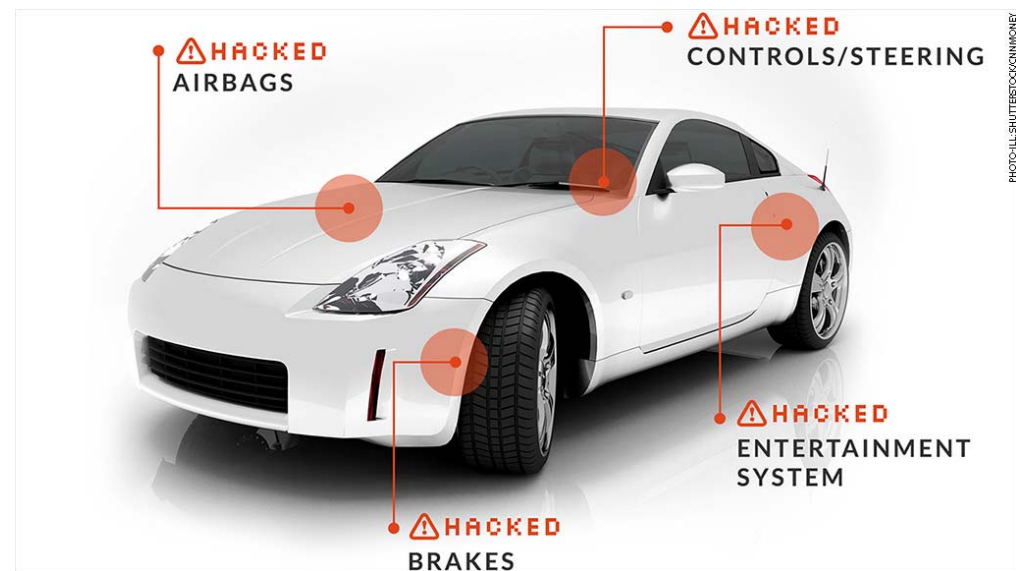 HACKED
AIRBAGS
HACKED
CONTROLS/STEERING
HACKED
ENTERTAINMENT
SYSTEM
HACKED
BRAKES
PHOTO-ILL: SHUTTERSTOCK/CNNMONEY